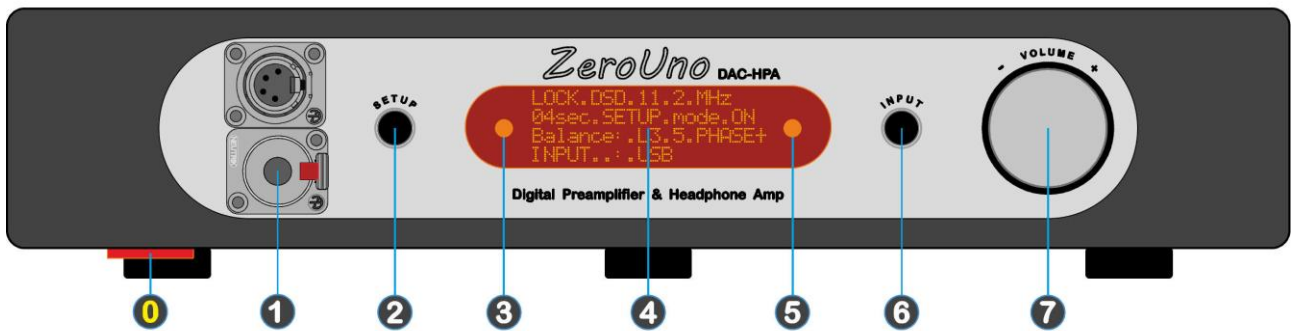 ZeroUno DAC-HPA
SETUP
INPUT
- VOLUME +
LOCK.DSD.11.2.MHz
04sec.SETUP.mode.ON
Balance:.L3.5.PHASE+
INPUT..:.USB
Digital Preamplifier & Headphone Amp
0 1 2 3 4 5 6 7